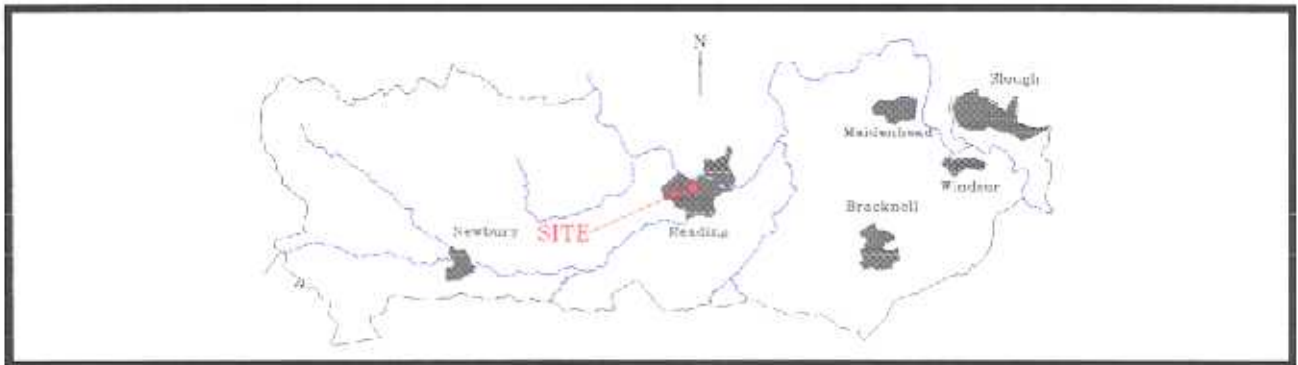 N
Slough
Maidenhead
Windsor
Bracknell
Newbury
SITE
Reading